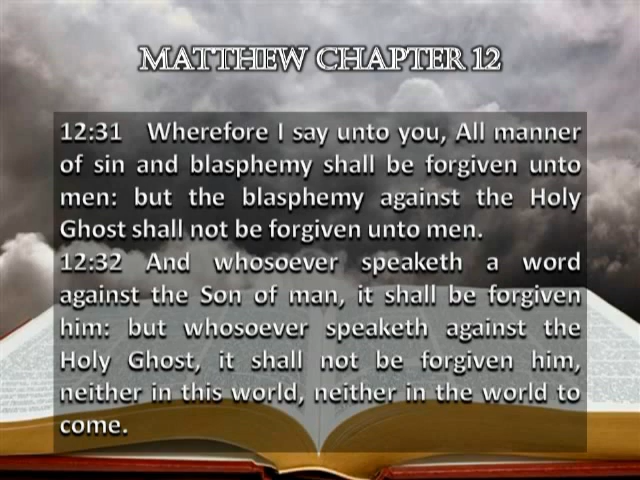 MATTHEW CHAPTER 12
12:31 Wherefore I say unto you, All manner
of sin and blasphemy shall be forgiven unto
men: but the blasphemy against the Holy
Ghost shall not be forgiven unto men.
12:32 And whosoever speaketh a word
against the Son of man, it shall be forgiven
him: but whosoever speaketh against the
Holy Ghost, it shall not be forgiven him,
neither in this world, neither in the world to
come.